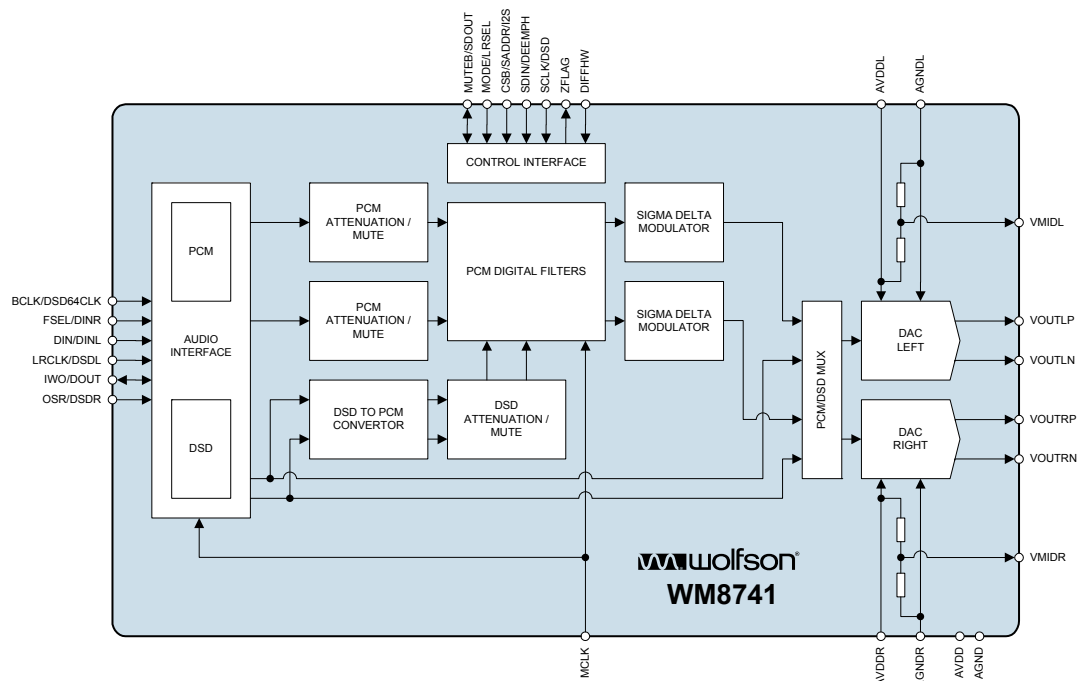 MUTEB/SDOUT
MODE/LRSEL
CSB/SADDR/I2S
SDIN/DEEMPH
SCLK/DSD
ZFLAG
DIFFHW
AVDDL
AGNDL
CONTROL INTERFACE
PCM
PCM
ATTENUATION /
MUTE
PCM DIGITAL FILTERS
SIGMA DELTA
MODULATOR
VMIDL
BCLK/DSD64CLK
FSEL/DINR
DIN/DINL
LRCLK/DSDL
IWO/DOUT
OSR/DSDR
AUDIO
INTERFACE
PCM
ATTENUATION /
MUTE
SIGMA DELTA
MODULATOR
PCM/DSD MUX
DAC
LEFT
VOUTLP
VOUTLN
DSD
DSD TO PCM
CONVERTOR
DSD
ATTENUATION /
MUTE
DAC
RIGHT
VOUTRP
VOUTRN
VMIDR
wolfson®
WM8741
MCLK
AVDDR
GNDR
AVDD
AGND